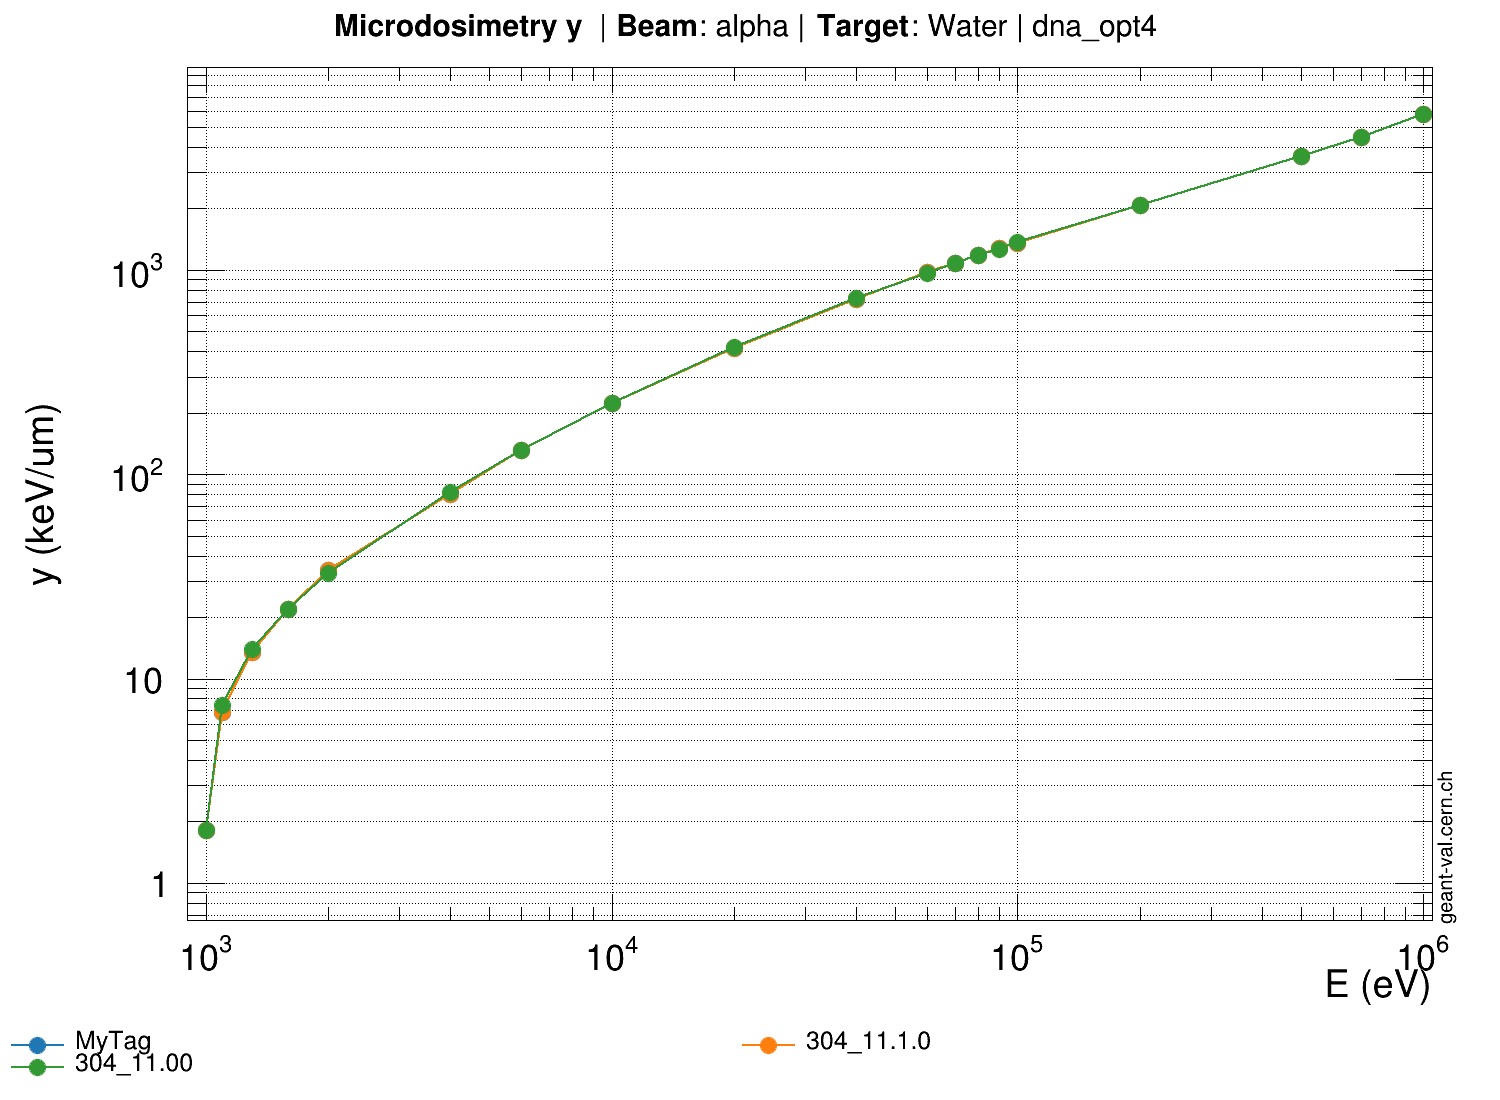 Microdosimetry y | Beam: alpha | Target: Water | dna_opt4
y (keV/um)
10³
10²
10
1
10³ 10⁴ 10⁵ 10⁶
E (eV)
geant-val.cern.ch
MyTag
304_11.1.0
304_11.00